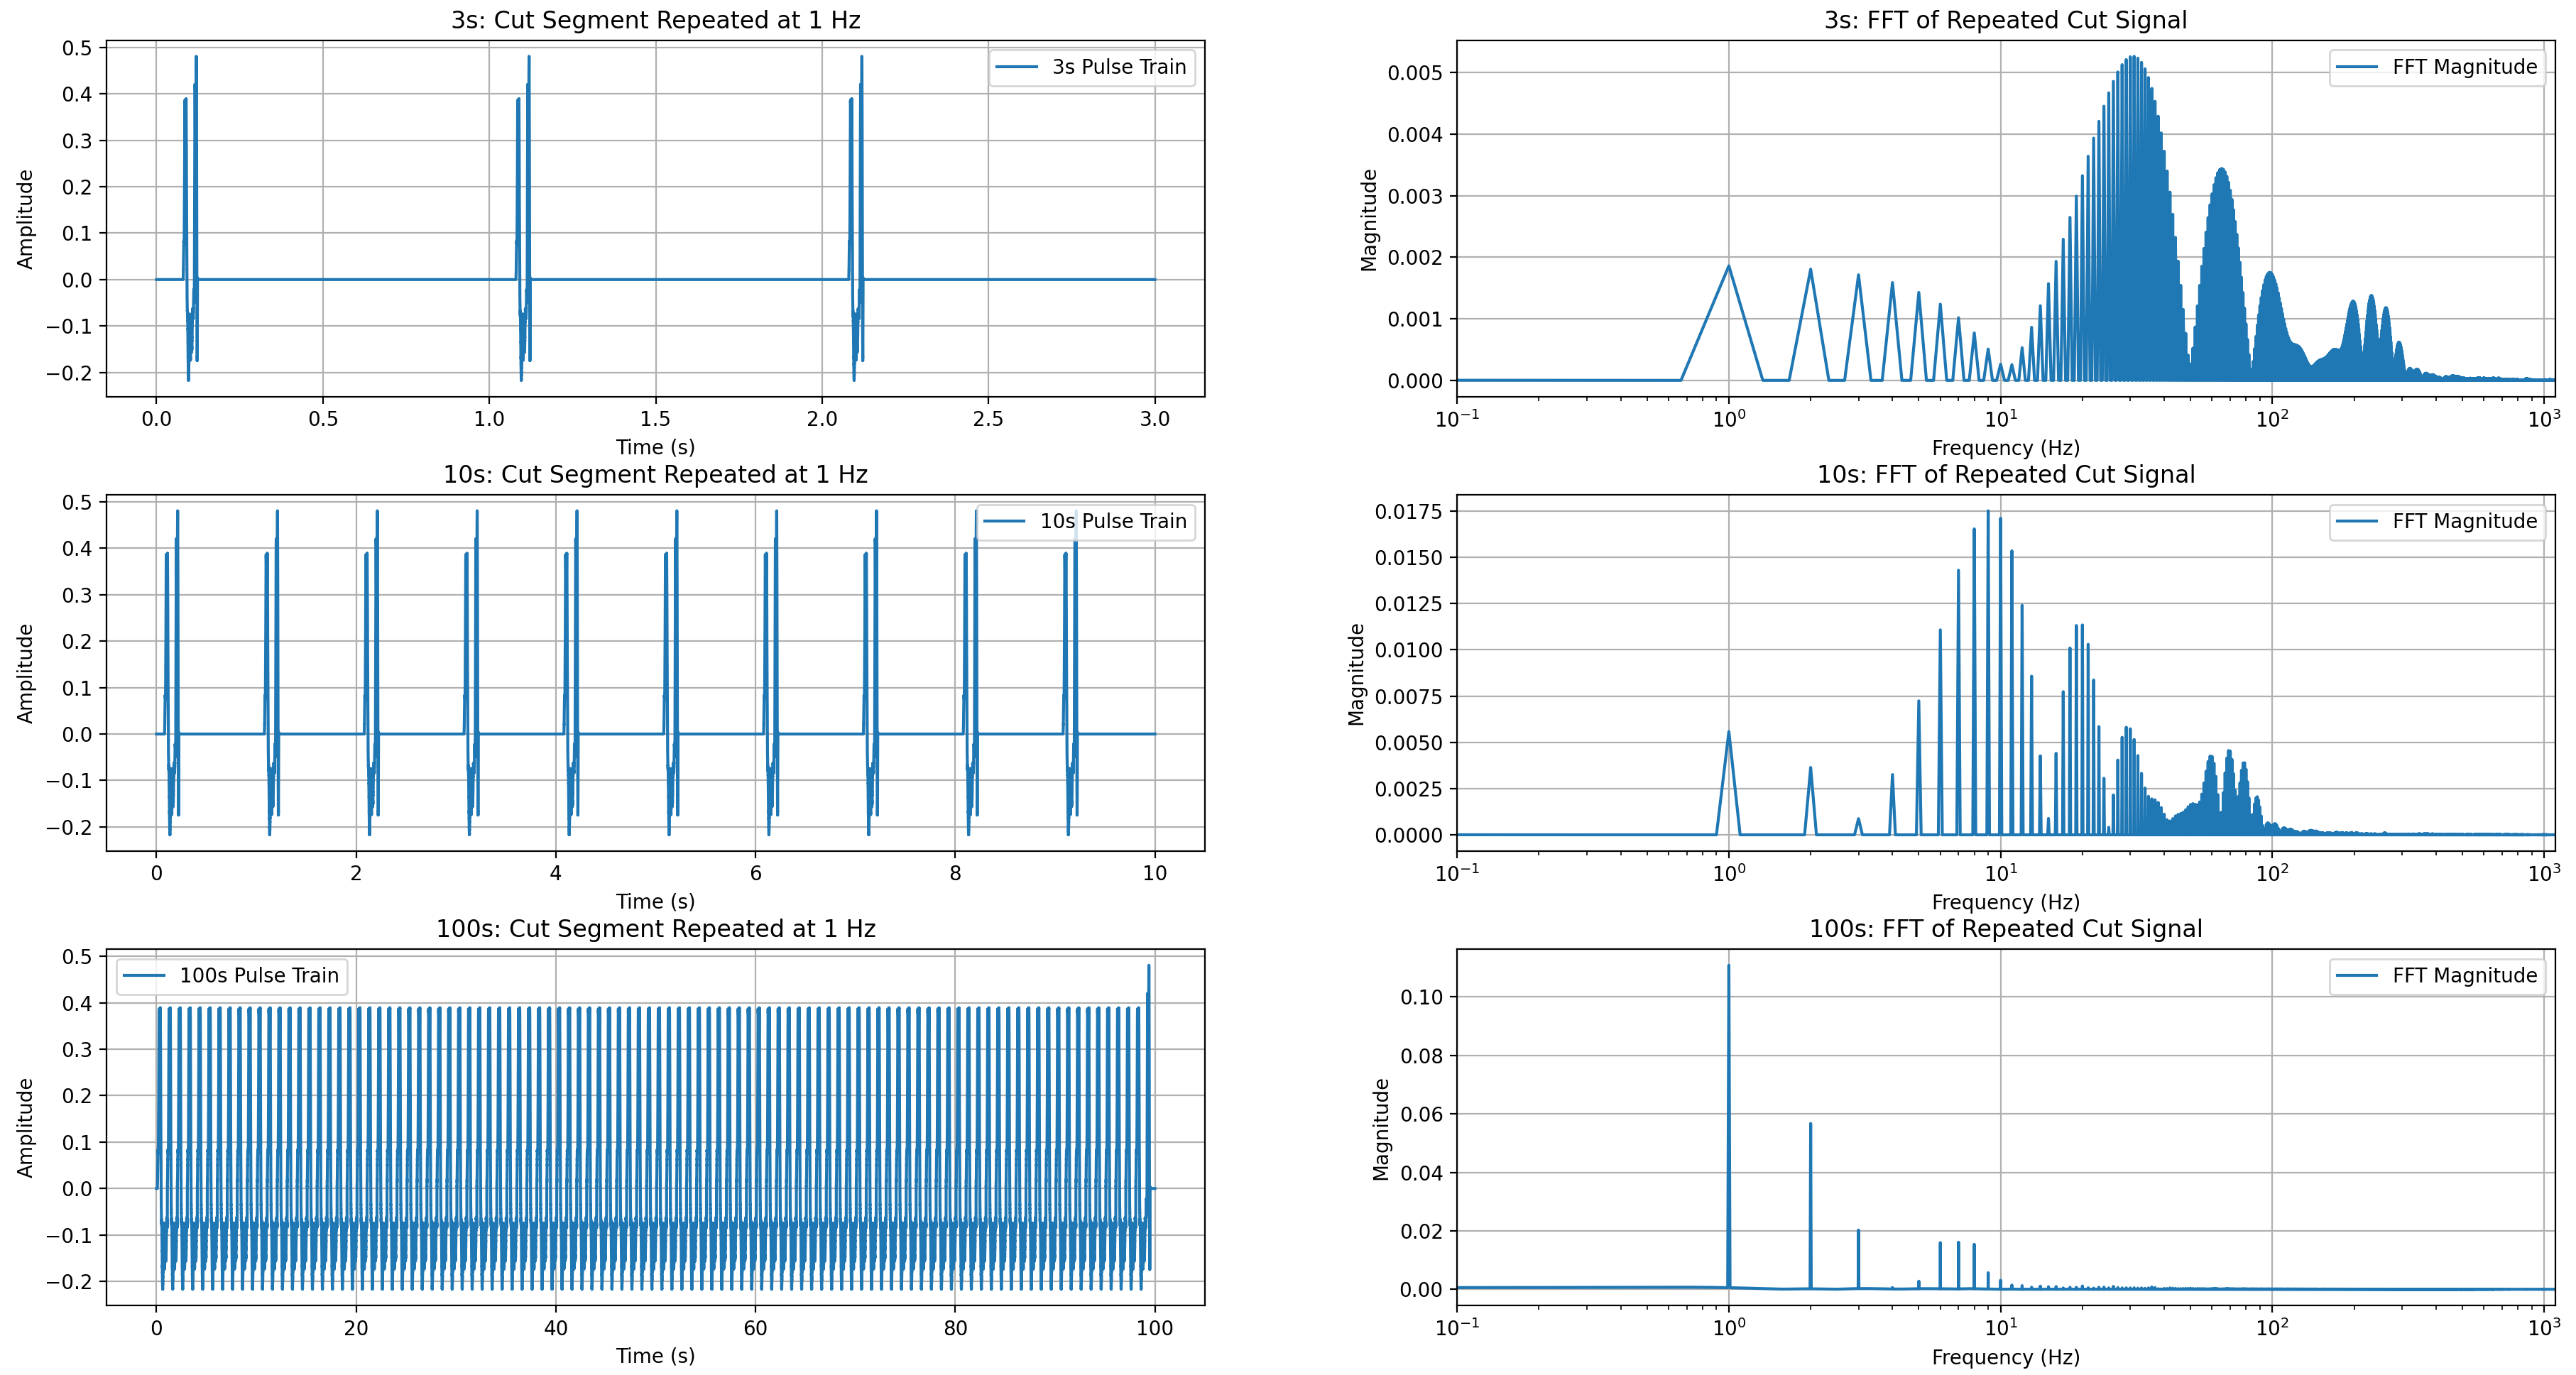 3s: Cut Segment Repeated at 1 Hz
0.5
0.4
0.3
0.2
0.1
0.0
−0.1
−0.2
Amplitude
3s Pulse Train
0.0 0.5 1.0 1.5 2.0 2.5 3.0
Time (s)
3s: FFT of Repeated Cut Signal
0.005
0.004
0.003
0.002
0.001
0.000
Magnitude
FFT Magnitude
10⁻¹ 10⁰ 10¹ 10² 10³
Frequency (Hz)
10s: Cut Segment Repeated at 1 Hz
0.5
0.4
0.3
0.2
0.1
0.0
−0.1
−0.2
Amplitude
10s Pulse Train
0 2 4 6 8 10
Time (s)
10s: FFT of Repeated Cut Signal
0.0175
0.0150
0.0125
0.0100
0.0075
0.0050
0.0025
0.0000
Magnitude
FFT Magnitude
10⁻¹ 10⁰ 10¹ 10² 10³
Frequency (Hz)
100s: Cut Segment Repeated at 1 Hz
0.5
0.4
0.3
0.2
0.1
0.0
−0.1
−0.2
Amplitude
100s Pulse Train
0 20 40 60 80 100
Time (s)
100s: FFT of Repeated Cut Signal
0.10
0.08
0.06
0.04
0.02
0.00
Magnitude
FFT Magnitude
10⁻¹ 10⁰ 10¹ 10² 10³
Frequency (Hz)